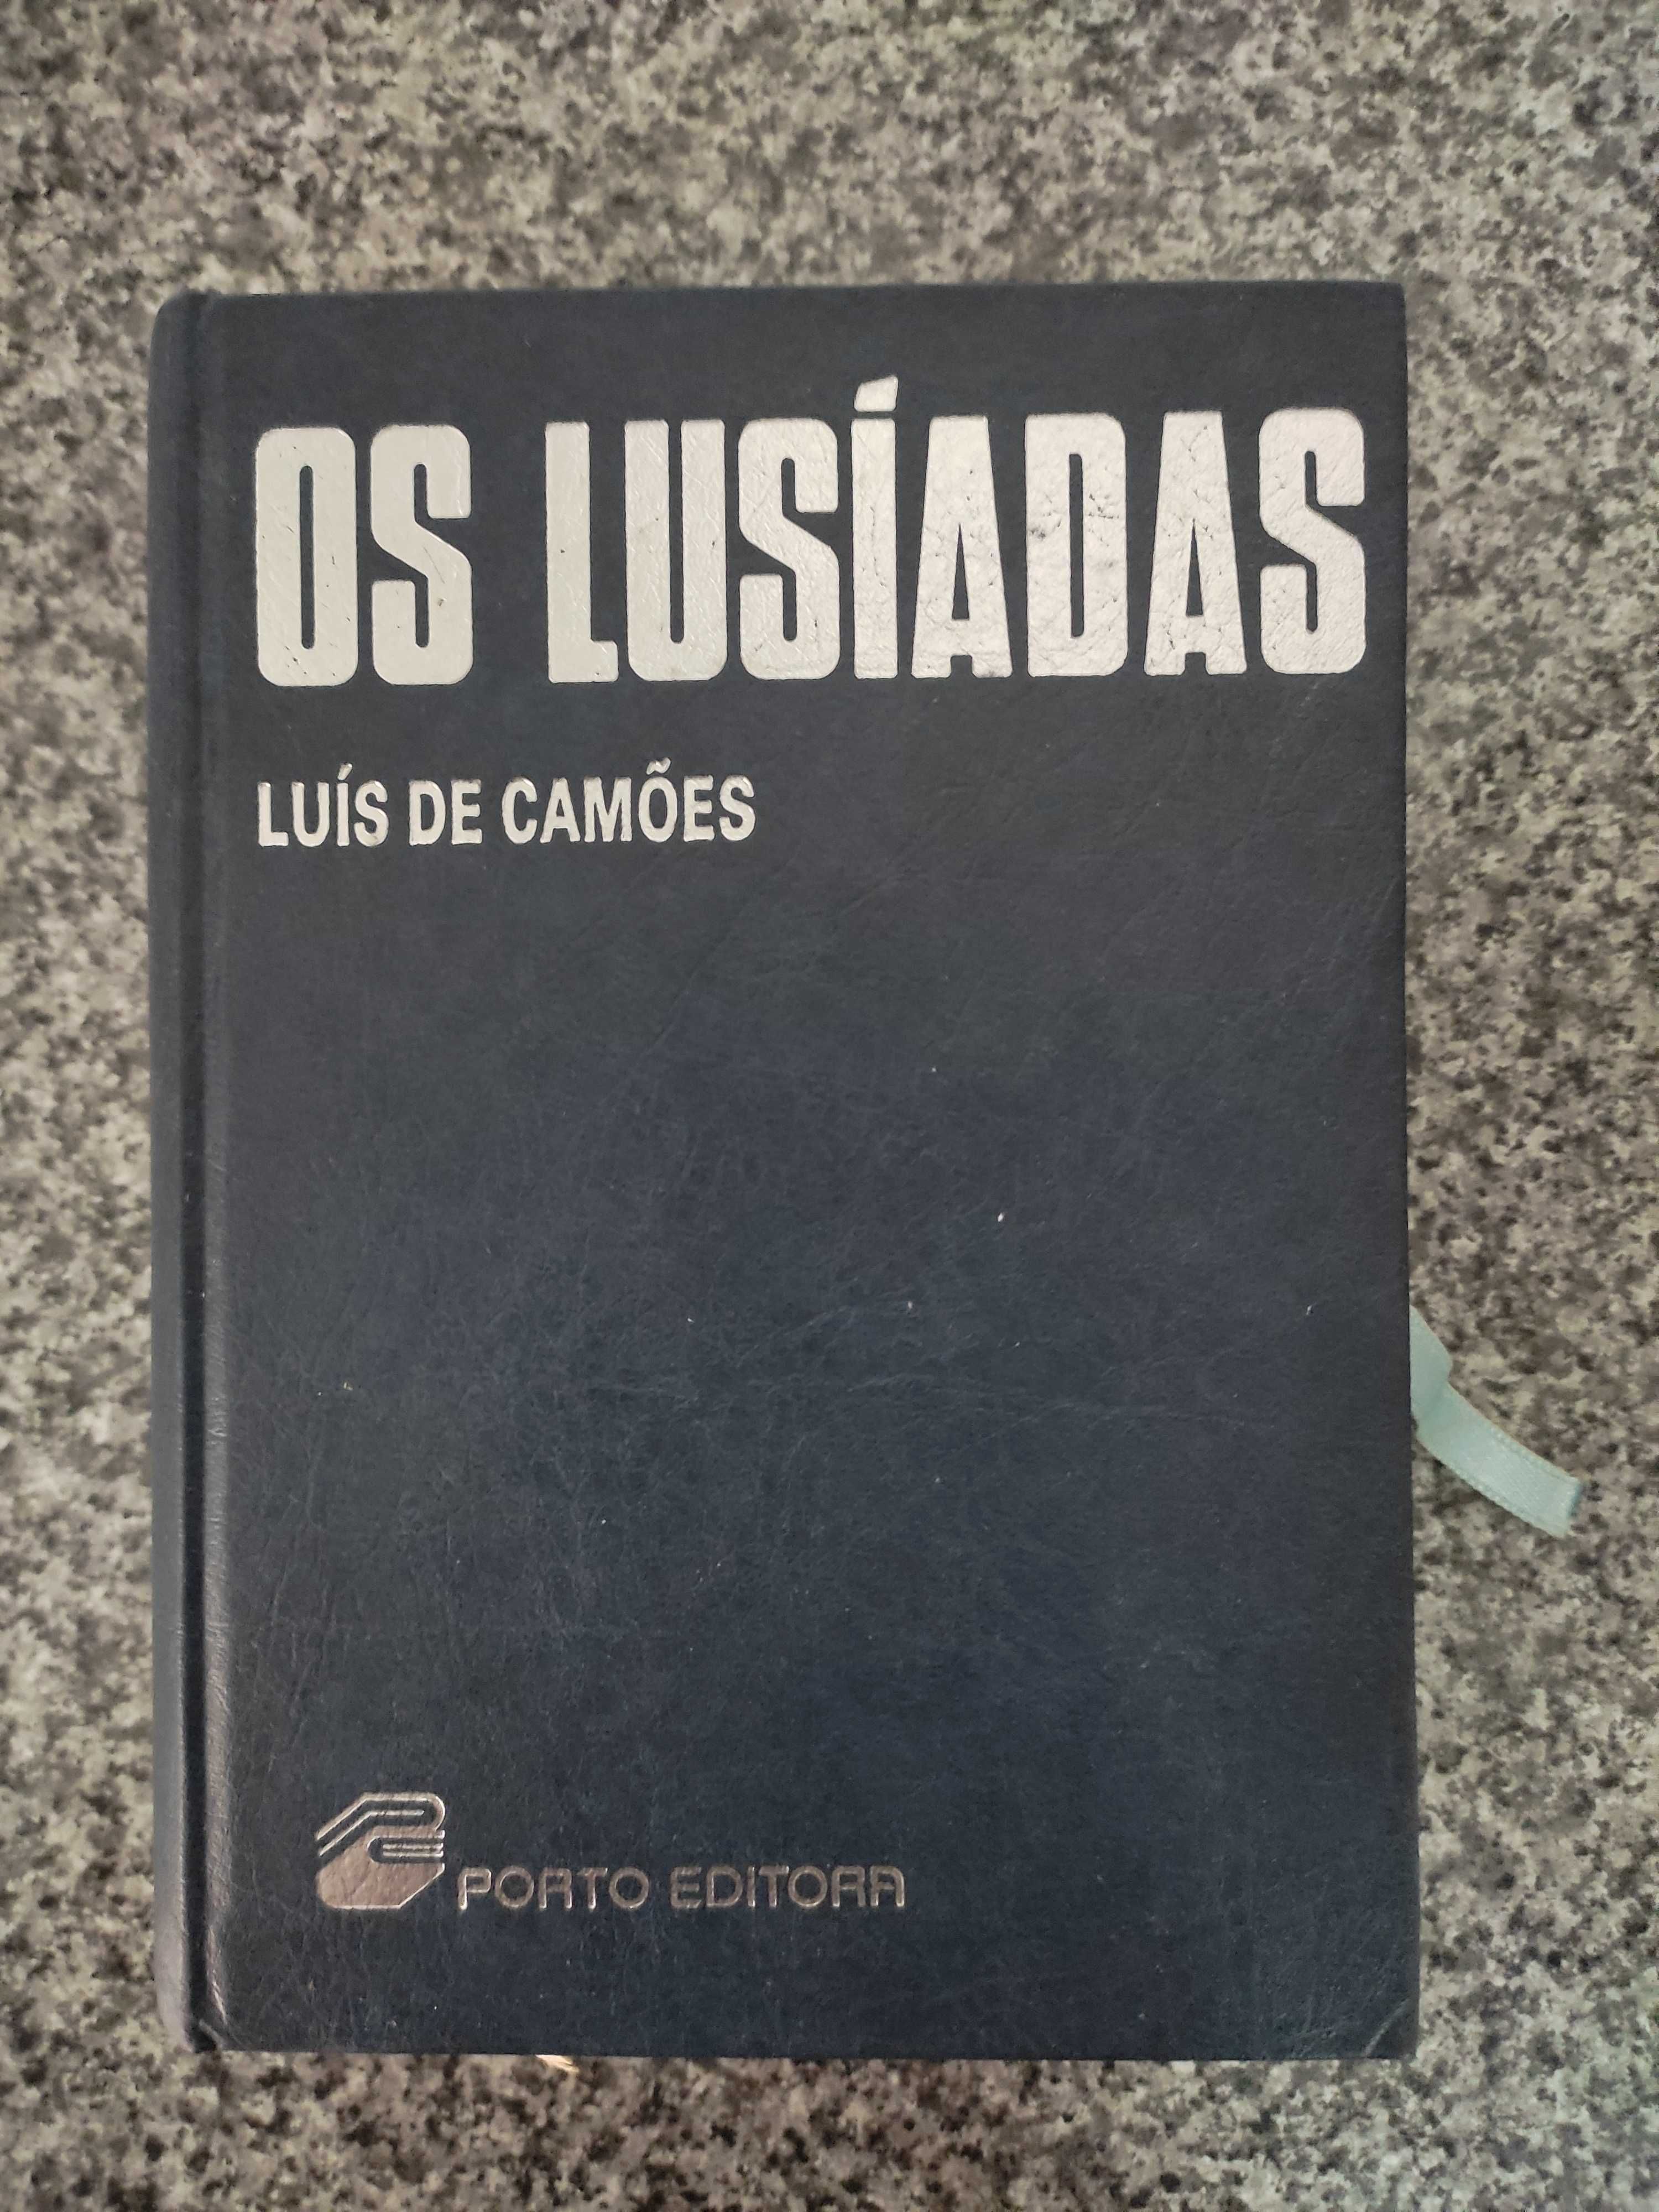 OS LUSÍADAS
LUÍS DE CAMÕES
PORTO EDITORA